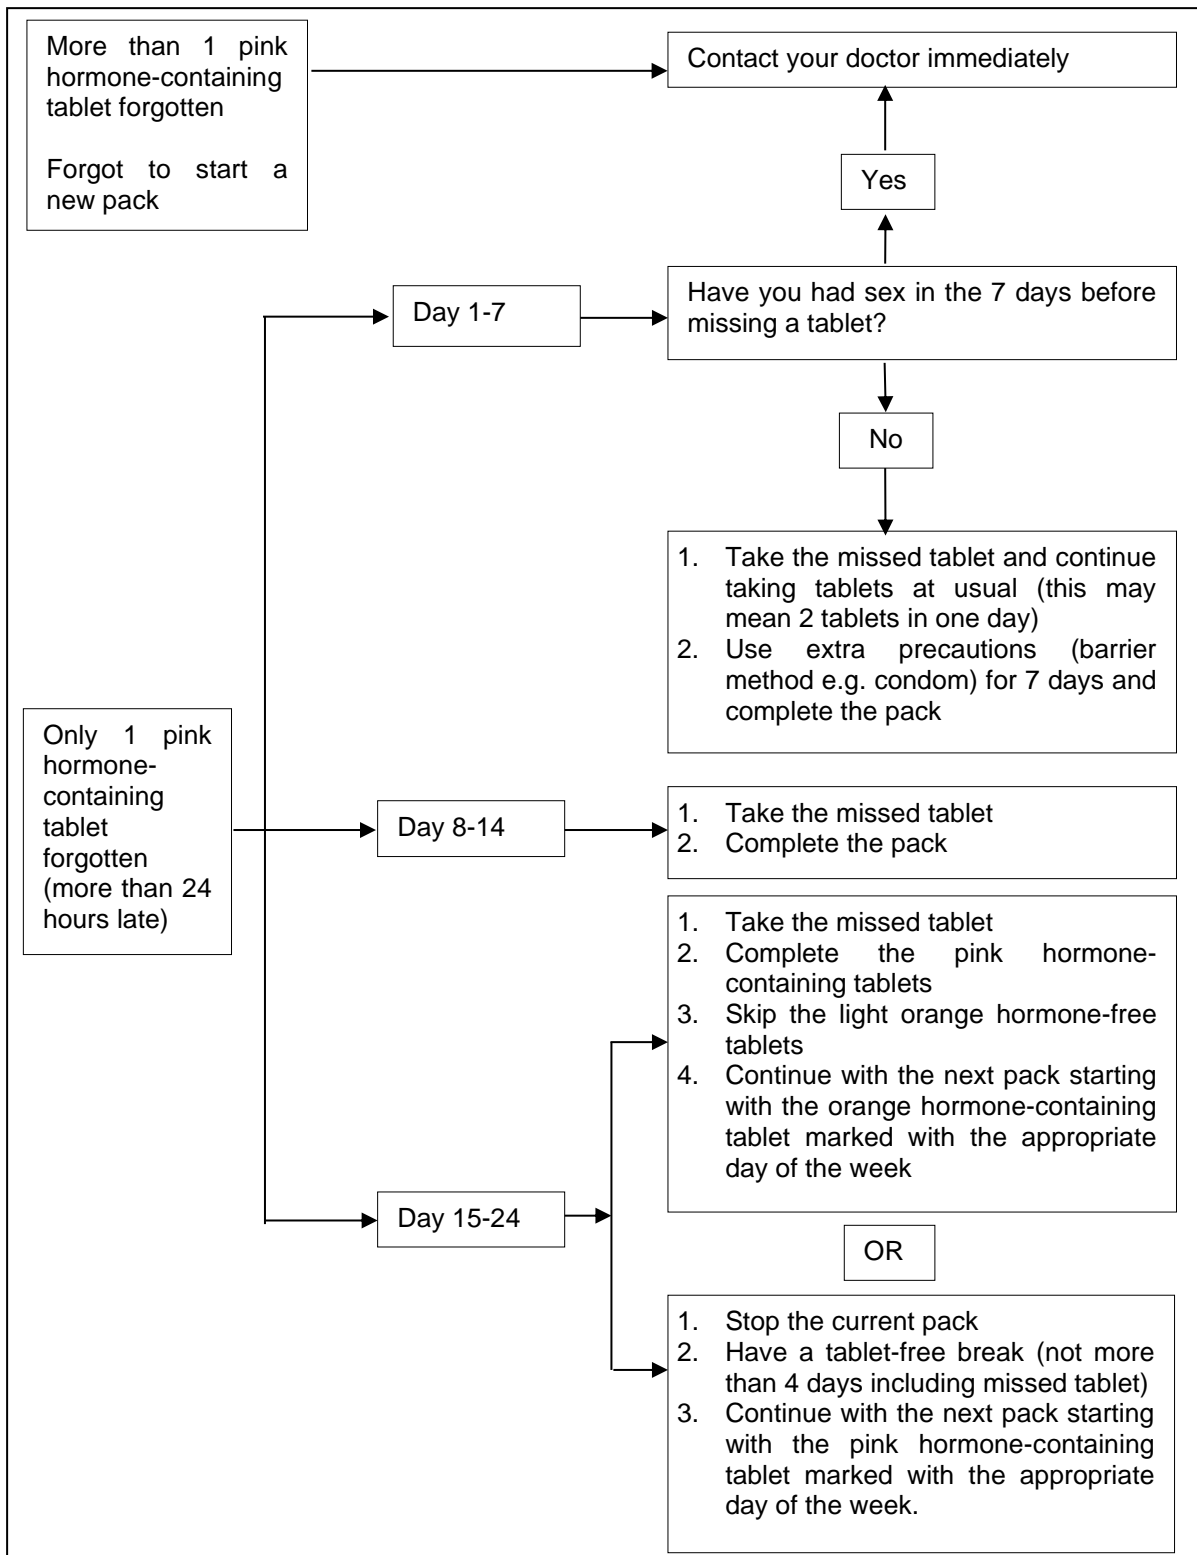 More than 1 pink
hormone-containing
tablet forgotten
Forgot to start a
new pack
Contact your doctor immediately
Yes
Day 1-7
Have you had sex in the 7 days before
missing a tablet?
No
1. Take the missed tablet and continue
taking tablets at usual (this may
mean 2 tablets in one day)
2. Use extra precautions (barrier
method e.g. condom) for 7 days and
complete the pack
Only 1 pink
hormone-
containing
tablet
forgotten
(more than 24
hours late)
Day 8-14
1. Take the missed tablet
2. Complete the pack
1. Take the missed tablet
2. Complete the pink hormone-
containing tablets
3. Skip the light orange hormone-free
tablets
4. Continue with the next pack starting
with the orange hormone-containing
tablet marked with the appropriate
day of the week
Day 15-24
OR
1. Stop the current pack
2. Have a tablet-free break (not more
than 4 days including missed tablet)
3. Continue with the next pack starting
with the pink hormone-containing
tablet marked with the appropriate
day of the week.